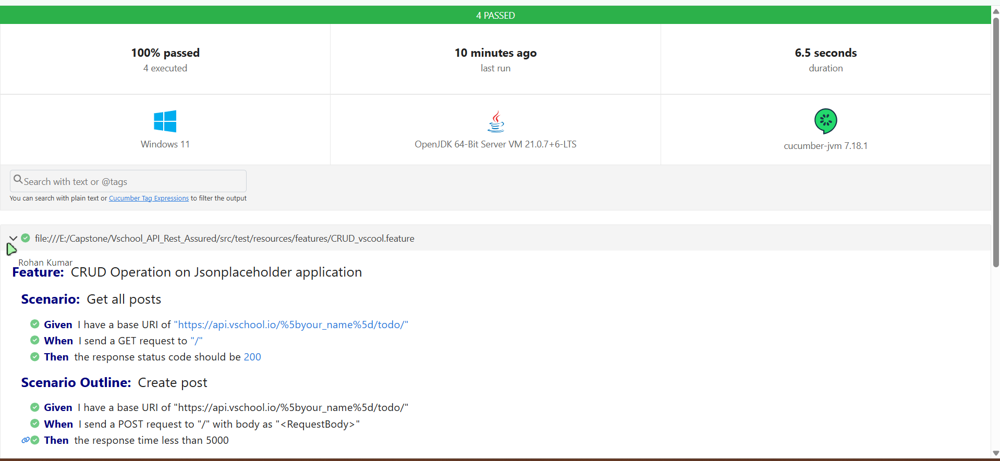 4 PASSED
100% passed
4 executed
10 minutes ago
last run
6.5 seconds
duration
Windows 11
OpenJDK 64-Bit Server VM 21.0.7+6-LTS
cucumber-jvm 7.18.1
Search with text or @tags
You can search with plain text or Cucumber Tag Expressions to filter the output
file:///E:/Capstone/Vschool_API_Rest_Assured/src/test/resources/features/CRUD_vscool.feature
Rohan Kumar
Feature: CRUD Operation on Jsonplaceholder application
Scenario: Get all posts
Given I have a base URI of "https://api.vschool.io/%5byour_name%5d/todo/"
When I send a GET request to "/"
Then the response status code should be 200
Scenario Outline: Create post
Given I have a base URI of "https://api.vschool.io/%5byour_name%5d/todo/"
When I send a POST request to "/" with body as "<RequestBody>"
Then the response time less than 5000